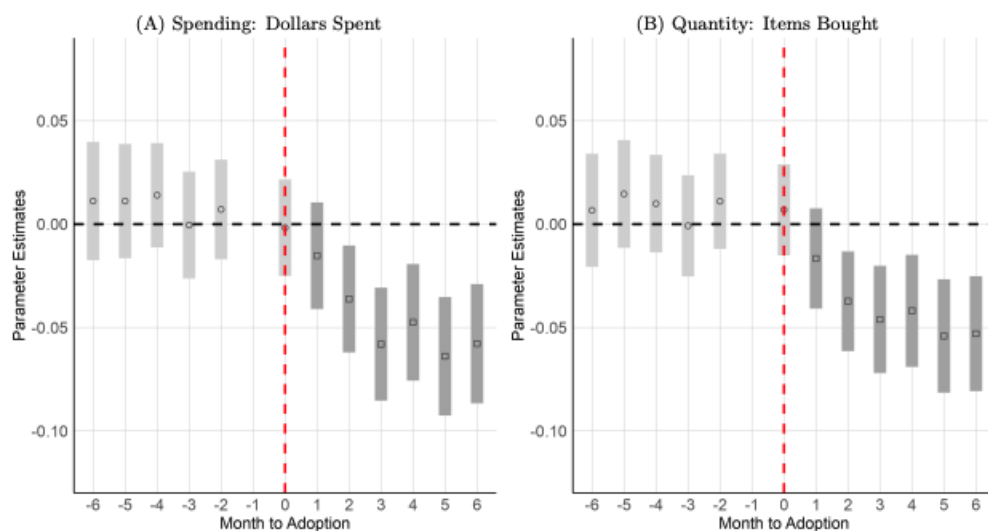 (A) Spending: Dollars Spent
Parameter Estimates
0.05
0.00
-0.05
-0.10
-6 -5 -4 -3 -2 -1 0 1 2 3 4 5 6
Month to Adoption
(B) Quantity: Items Bought
Parameter Estimates
0.05
0.00
-0.05
-0.10
-6 -5 -4 -3 -2 -1 0 1 2 3 4 5 6
Month to Adoption